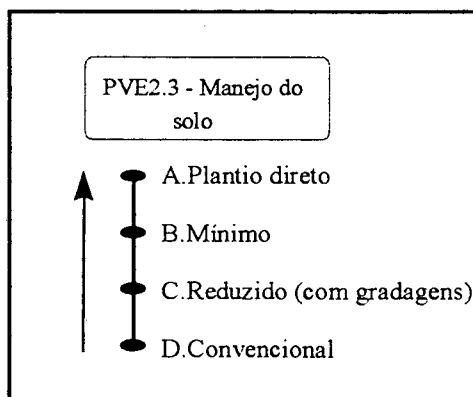 PVE2.3 - Manejo do
solo
A.Plantio direto
B.Mínimo
C.Reduzido (com gradagens)
D.Convencional